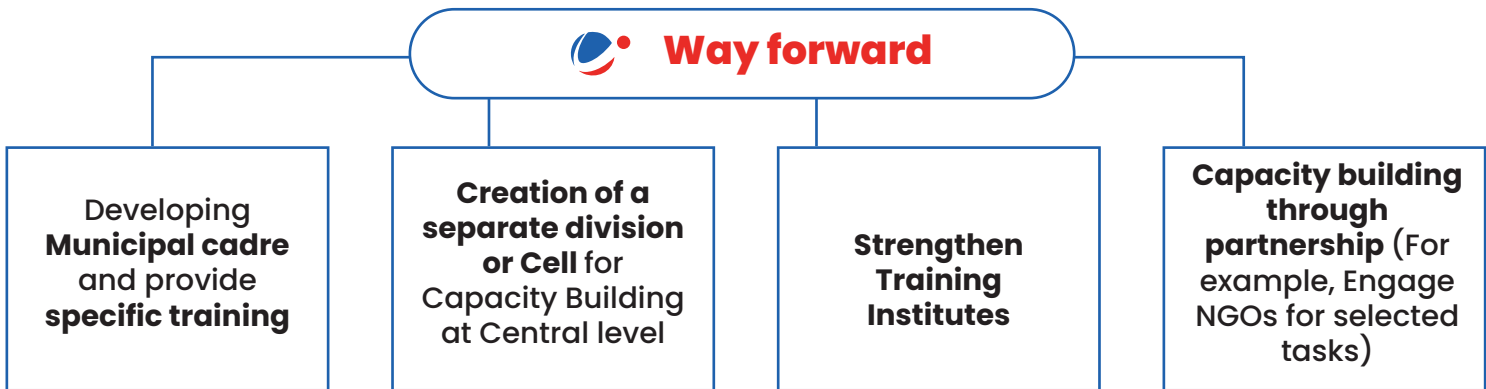 Way forward
Developing
Municipal cadre
and provide
specific training
Creation of a
separate division
or Cell for
Capacity Building
at Central level
Strengthen
Training
Institutes
Capacity building
through
partnership (For
example, Engage
NGOs for selected
tasks)